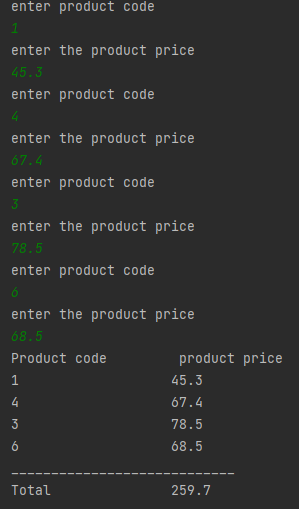 enter product code
1
enter the product price
45.3
enter product code
4
enter the product price
67.4
enter product code
3
enter the product price
78.5
enter product code
6
enter the product price
68.5
Product code         product price
1                   45.3
4                   67.4
3                   78.5
6                   68.5
____________________________
Total               259.7